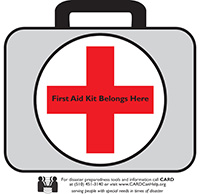 First Aid Kit Belongs Here
For disaster preparedness tools and information call CARD
at (510) 451-3140 or visit www.CARDCanHelp.org
serving people with special needs in times of disaster